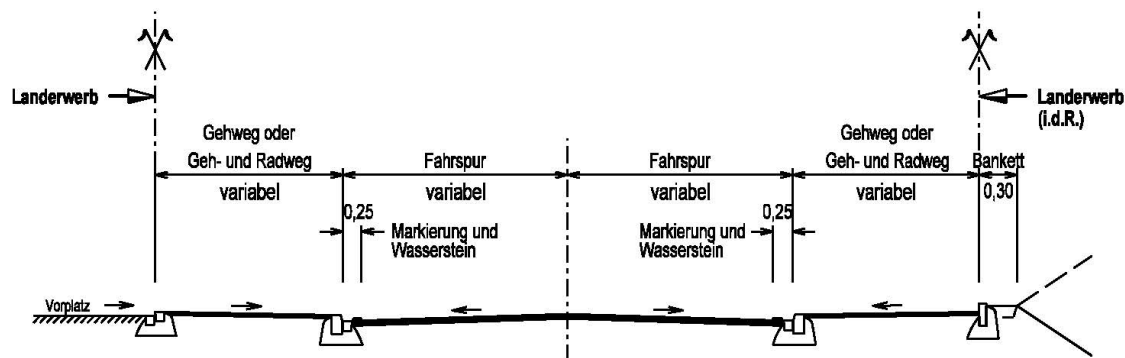 Landerwerb
Landerwerb
(i.d.R.)
Gehweg oder
Geh- und Radweg
variabel
Fahrspur
variabel
Fahrspur
variabel
Gehweg oder
Geh- und Radweg
variabel
Bankett
0,30
0,25
Markierung und
Wasserstein
0,25
Markierung und
Wasserstein
Vorplatz